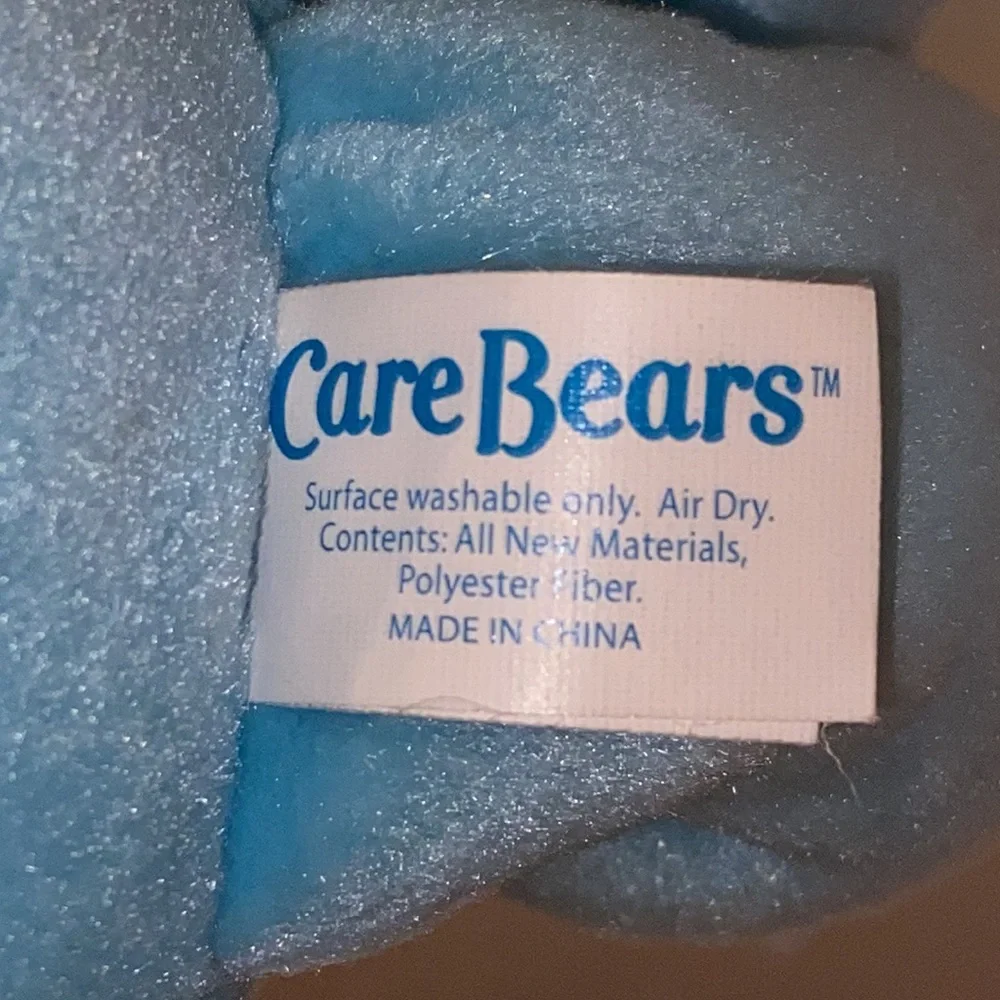 Care Bears™
Surface washable only. Air Dry.
Contents: All New Materials,
Polyester Fiber.
MADE IN CHINA